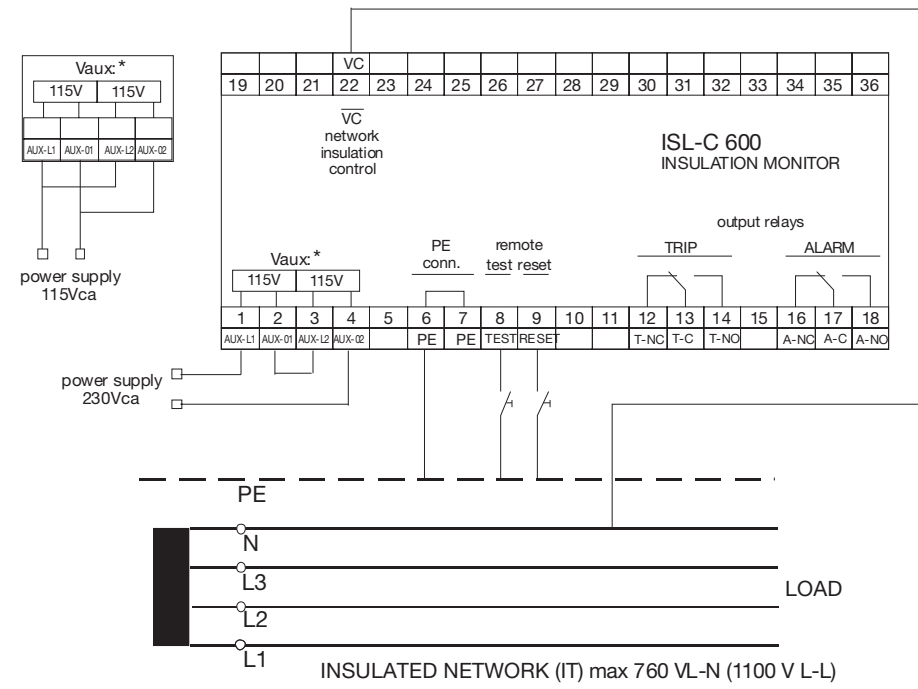 VC
19 20 21 22 23 24 25 26 27 28 29 30 31 32 33 34 35 36
Vaux:*
115V 115V
AUX-L1 AUX-01 AUX-L2 AUX-02
power supply
115Vca
VC
network
insulation
control
ISL-C 600
INSULATION MONITOR
output relays
TRIP ALARM
PE
conn.
remote
test reset
Vaux:*
115V 115V
1 2 3 4 5 6 7 8 9 10 11 12 13 14 15 16 17 18
AUX-L1 AUX-01 AUX-L2 AUX-02 PE PE TEST RESET T-NC T-C T-NO A-NC A-C A-NO
power supply
230Vca
PE
N
L3
L2
L1
LOAD
INSULATED NETWORK (IT) max 760 VL-N (1100 V L-L)